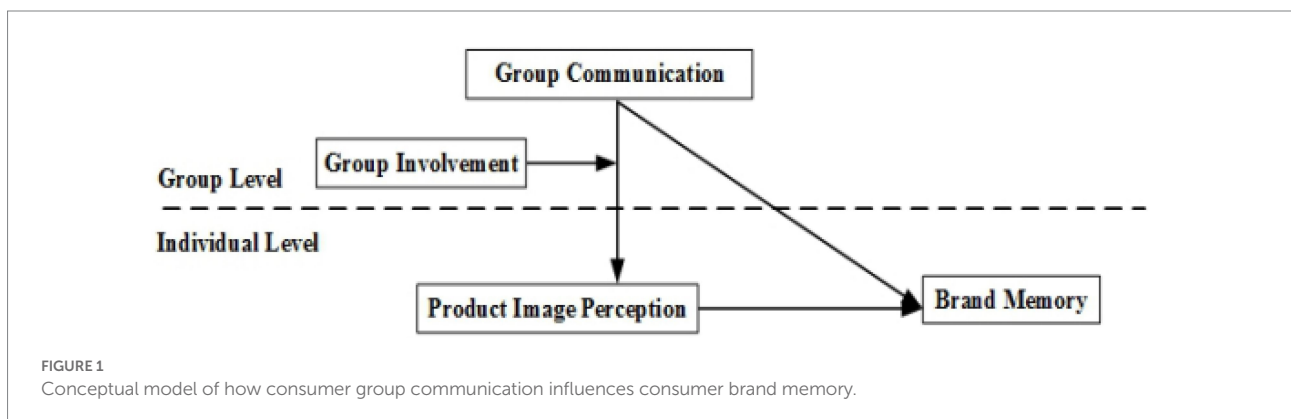 Group Communication
Group Involvement
Group Level
Individual Level
Product Image Perception
Brand Memory
FIGURE 1
Conceptual model of how consumer group communication influences consumer brand memory.